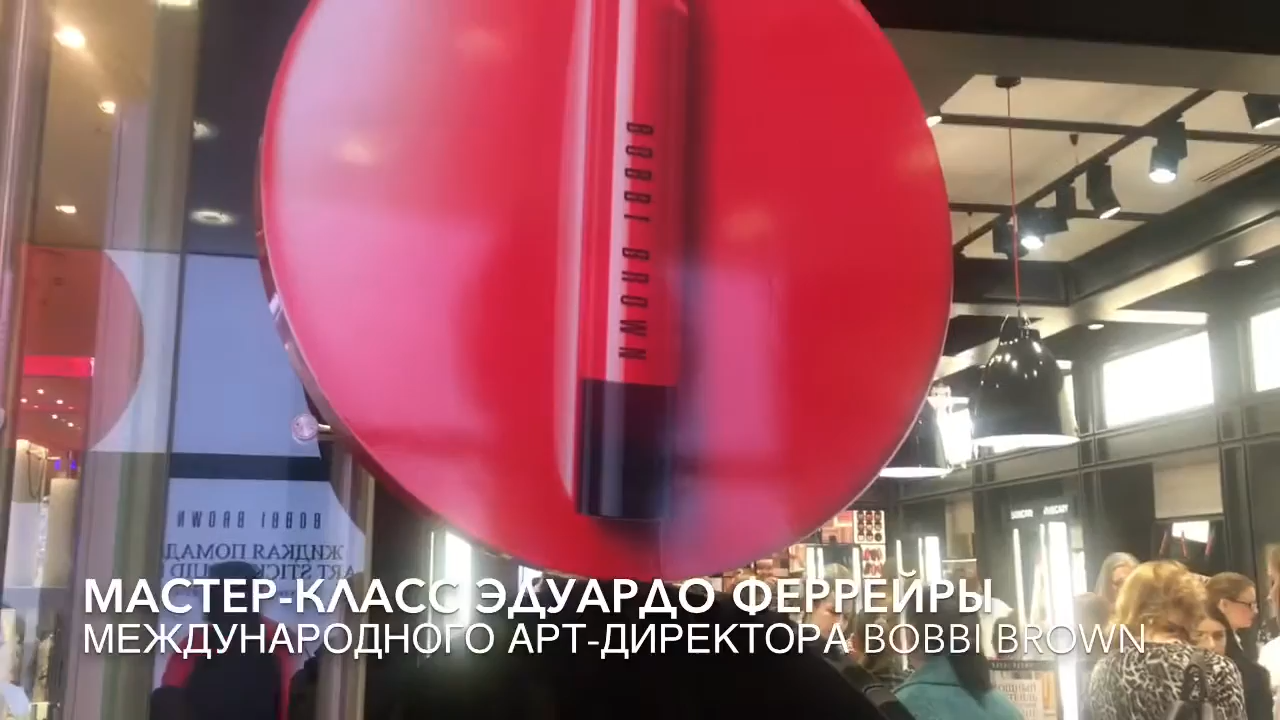 BOBBI BROWN
BOBBI BROWN
ЖИДКАЯ ПОМАДА
МАСТЕР-КЛАСС ЭДУАРДО ФЕРРЕЙРЫ
МЕЖДУНАРОДНОГО АРТ-ДИРЕКТОРА BOBBI BROWN